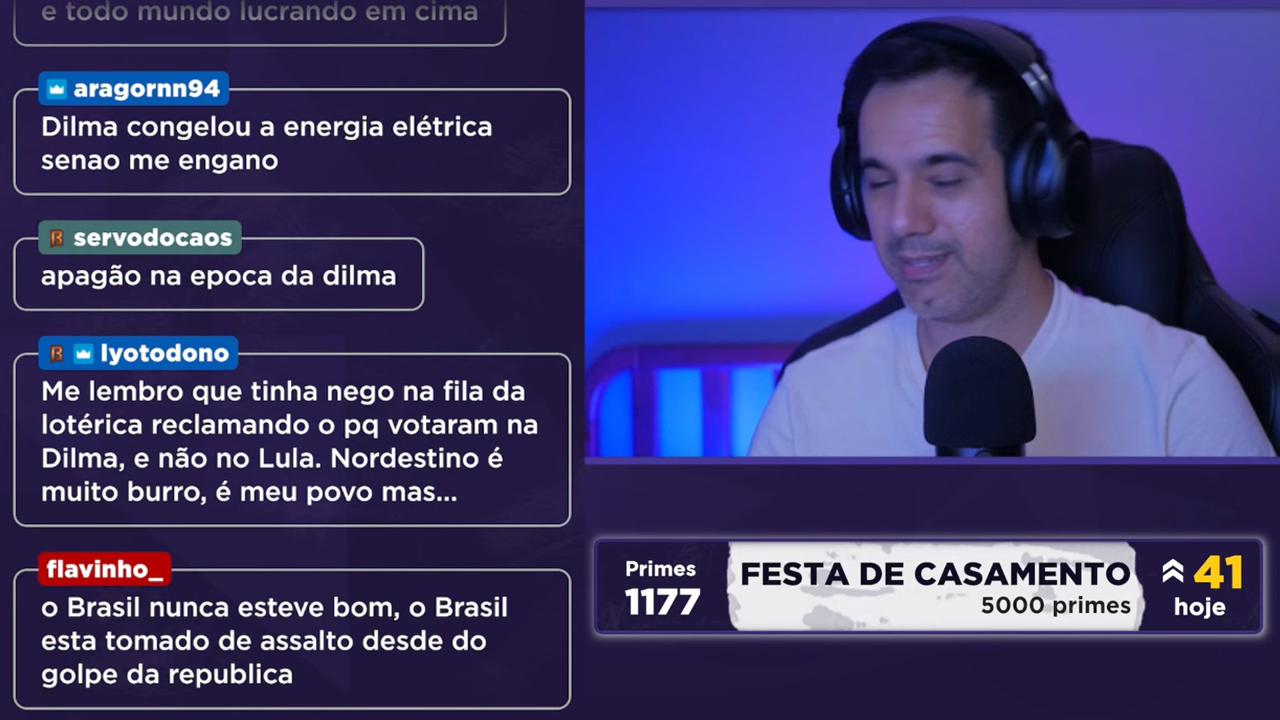 e todo mundo lucrando em cima
aragornn94
Dilma congelou a energia elétrica
senao me engano
servodocaos
apagão na epoca da dilma
lyotodono
Me lembro que tinha nego na fila da
lotérica reclamando o pq votaram na
Dilma, e não no Lula. Nordestino é
muito burro, é meu povo mas...
flavinho_
o Brasil nunca esteve bom, o Brasil
esta tomado de assalto desde do
golpe da republica
Primes
1177
FESTA DE CASAMENTO
5000 primes
41
hoje